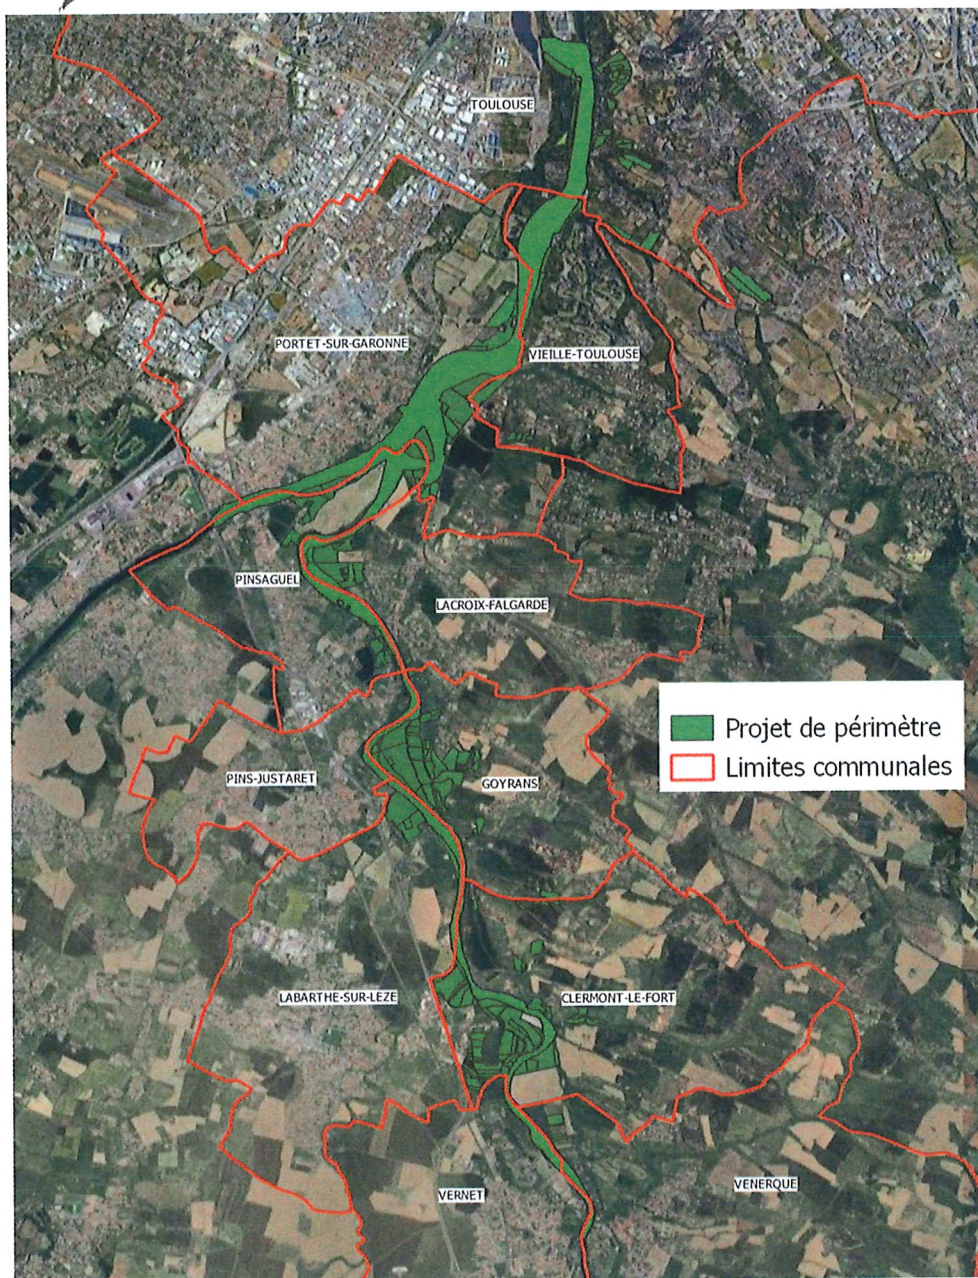 TOULOUSE
PORTET-SUR-GARONNE
VIEILLE-TOULOUSE
PINSAGUEL
LACROIX-FALGARDE
Projet de périmètre
Limites communales
PINS-JUSTARET
GOYRANS
LABARTHE-SUR-LEZE
CLERMONT-LE-FORT
VERNET
VENERQUE